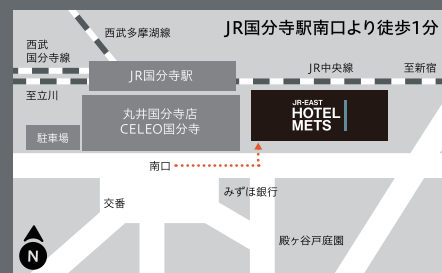 JR国分寺駅南口より徒歩1分
西武多摩湖線
西武
国分寺線
JR国分寺駅
JR中央線
至新宿
至立川
丸井国分寺店
CELEO国分寺
JR-EAST
HOTEL
METS
駐車場
南口
みずほ銀行
交番
殿ヶ谷戸庭園
N